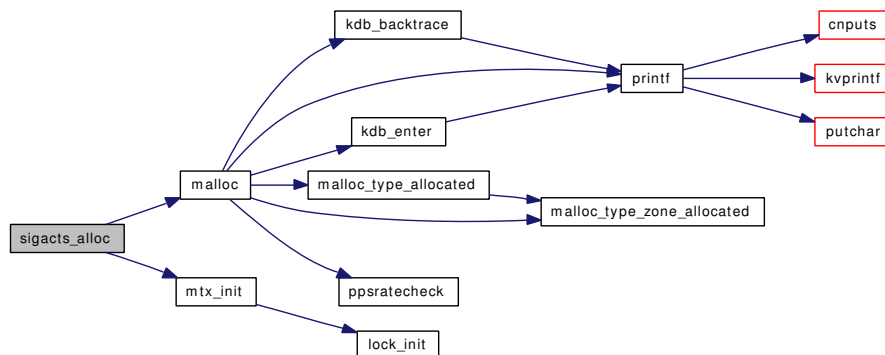 kdb_backtrace
cnputs
printf
kvprintf
kdb_enter
putchar
malloc
malloc_type_allocated
malloc_type_zone_allocated
sigacts_alloc
mtx_init
ppsratecheck
lock_init